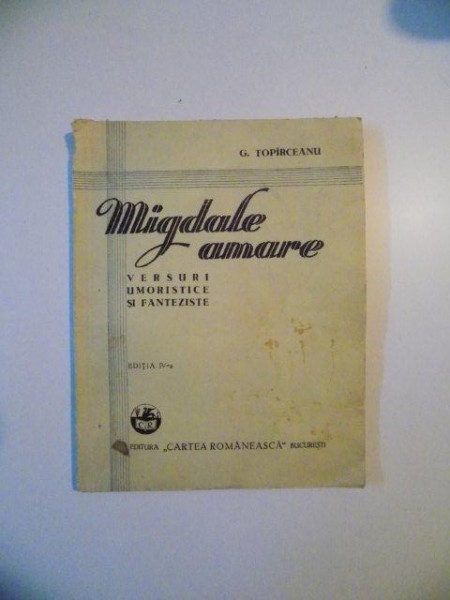 G. TOPÎRCEANU
Migdale
amare
VERSURI
UMORISTICE
ȘI FANTEZISTE
EDIȚIA IV-a
C.R.
EDITURA „CARTEA ROMÂNEASCĂ" BUCUREȘTI